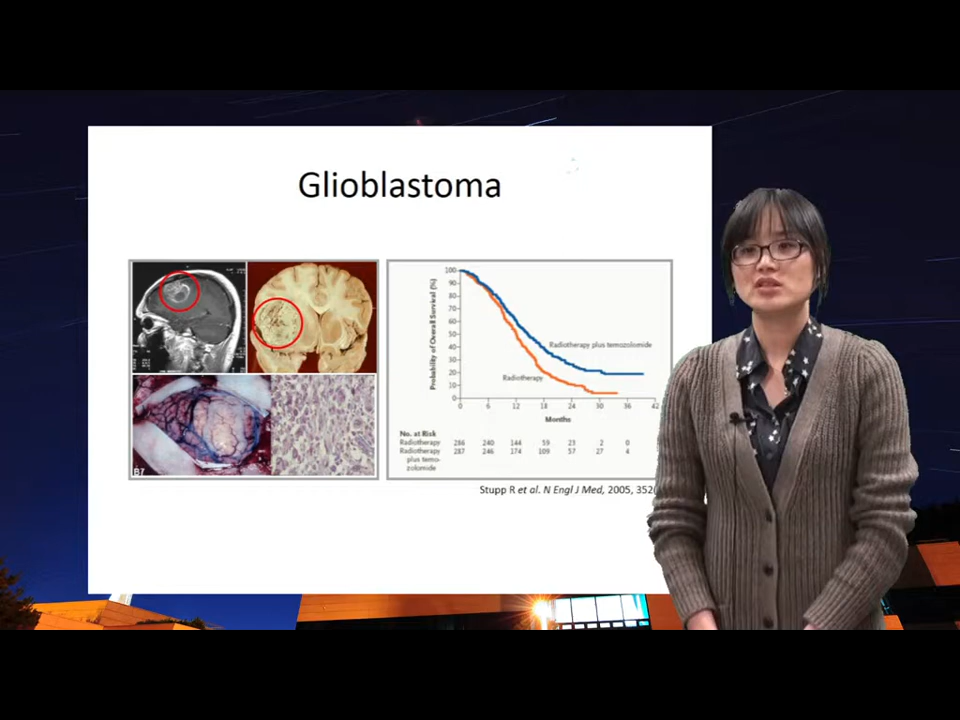 Glioblastoma
B7
Probability of Overall Survival (%)
100
90
80
70
60
50
40
30
20
10
0
Radiotherapy plus temozolomide
Radiotherapy
0 6 12 18 24 30 36 42
Months
No. at Risk
Radiotherapy 286 240 144 59 23 2 0
Radiotherapy 287 246 174 109 57 27 4
plus temo-
zolomide
Stupp R et al. N Engl J Med, 2005, 352